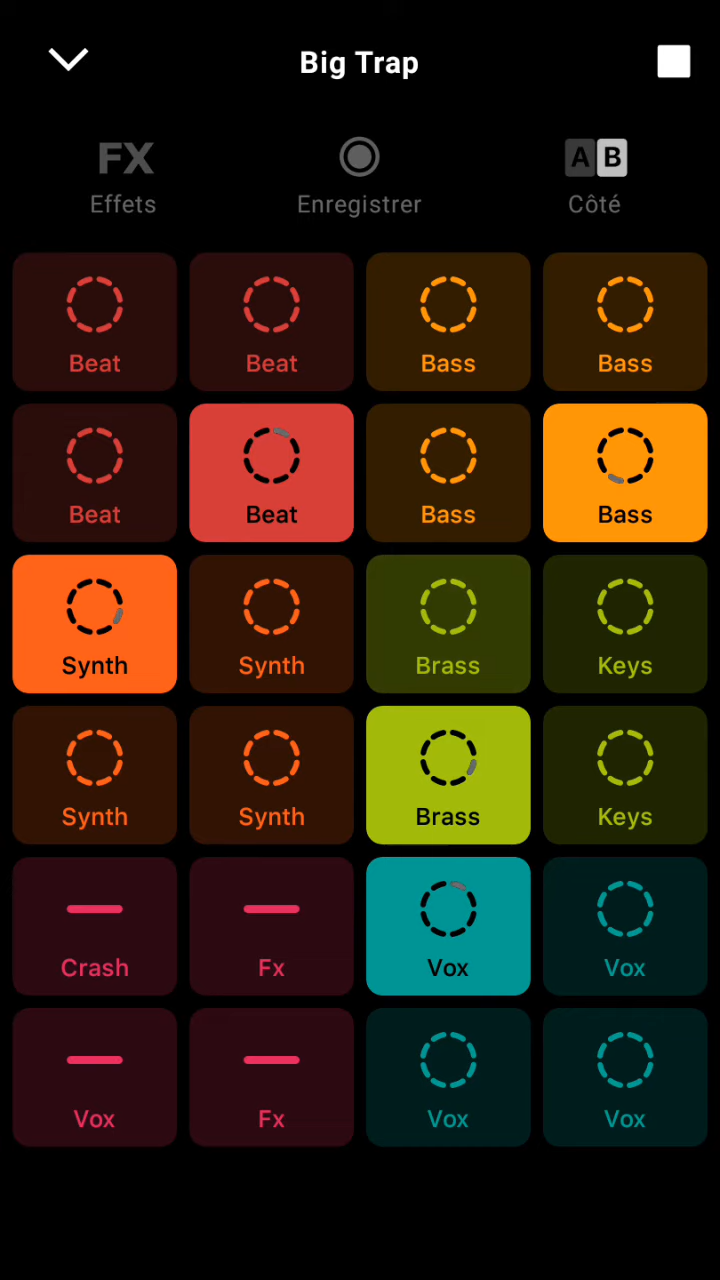 Big Trap
FX
A B
Effets
Enregistrer
Côté
Beat
Beat
Bass
Bass
Beat
Beat
Bass
Bass
Synth
Synth
Brass
Keys
Synth
Synth
Brass
Keys
Crash
Fx
Vox
Vox
Vox
Fx
Vox
Vox